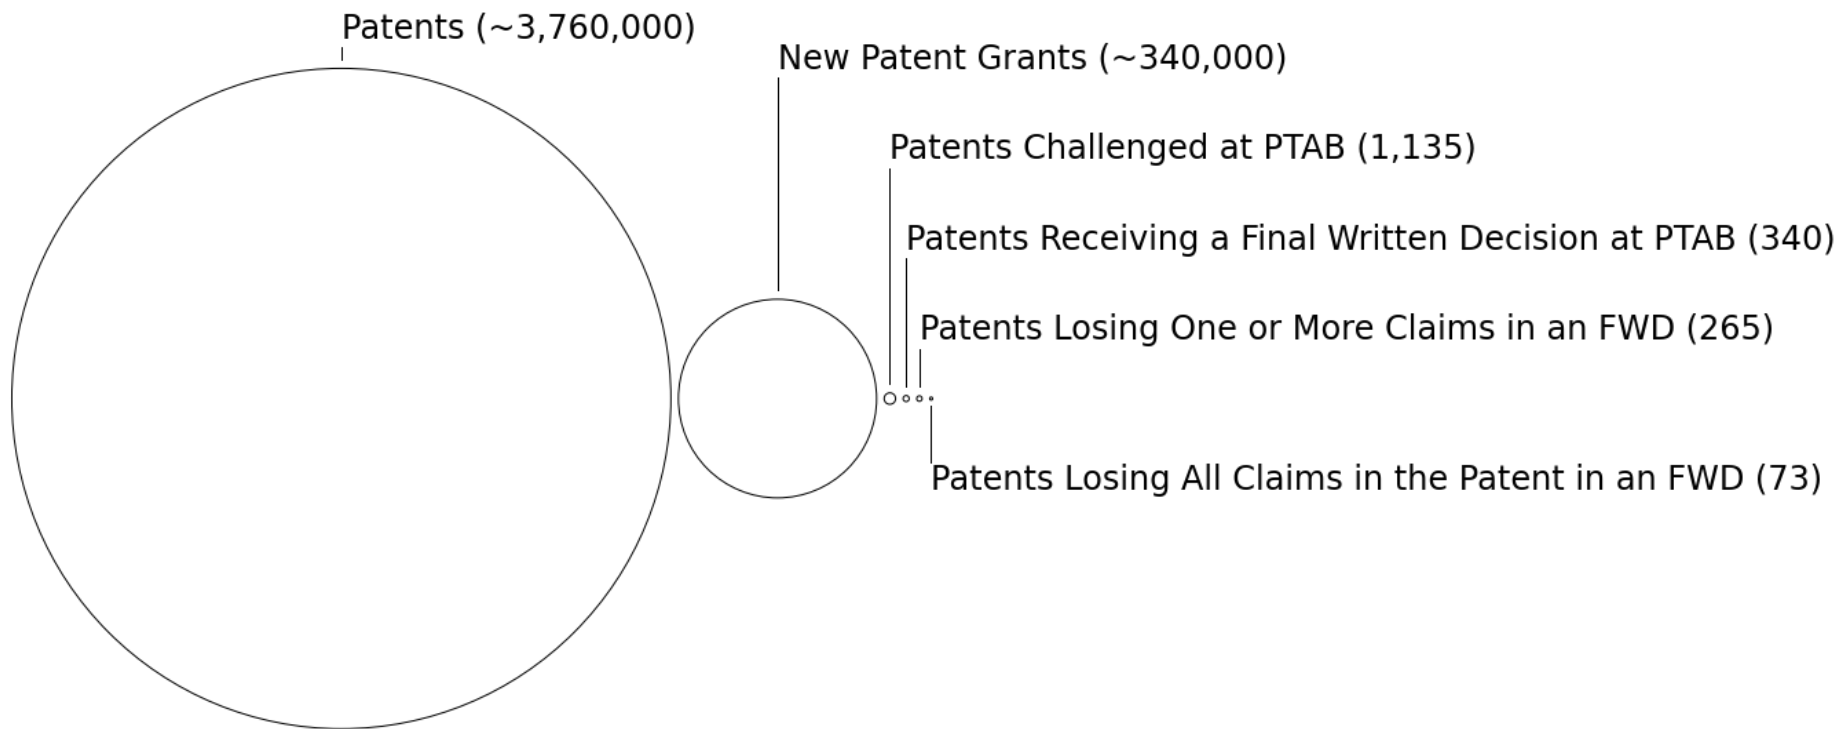 Patents (~3,760,000)
New Patent Grants (~340,000)
Patents Challenged at PTAB (1,135)
Patents Receiving a Final Written Decision at PTAB (340)
Patents Losing One or More Claims in an FWD (265)
Patents Losing All Claims in the Patent in an FWD (73)